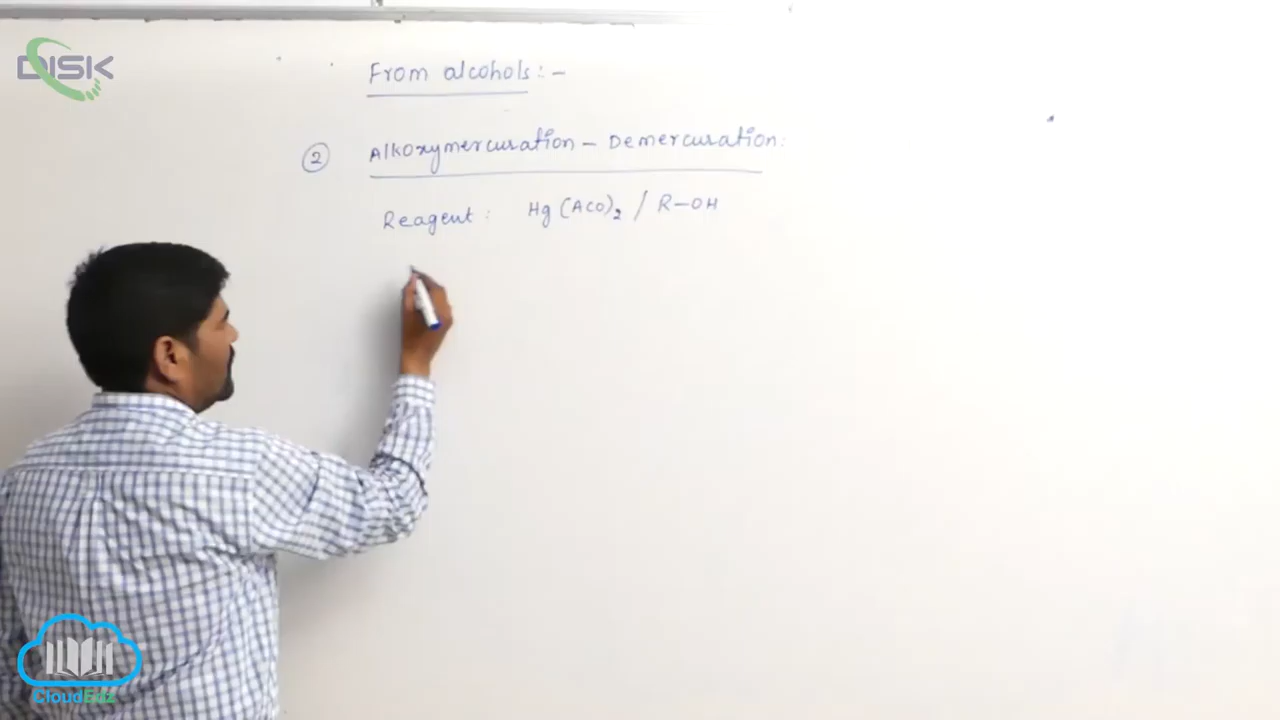 DISK
From alcohols:-
② Alkoxymercuration - Demercuration:
Reagent: Hg(AcO)₂ / R-OH
CloudEdz